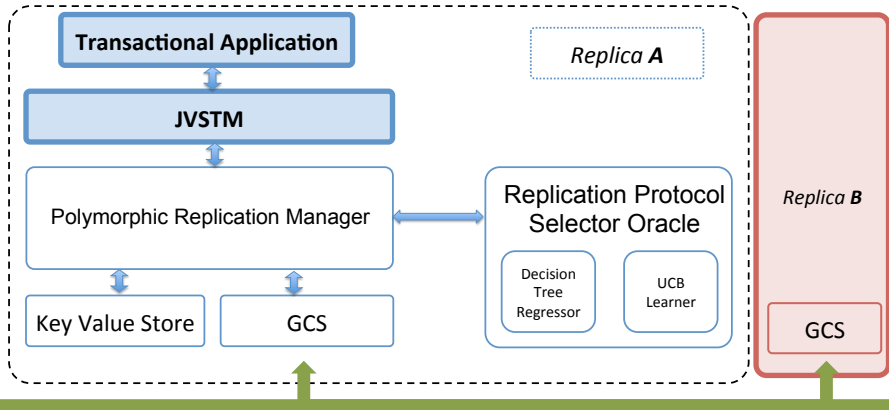 Transactional Application
Replica A
JVSTM
Polymorphic Replication Manager
Replication Protocol
Selector Oracle
Decision
Tree
Regressor
UCB
Learner
Key Value Store
GCS
Replica B
GCS